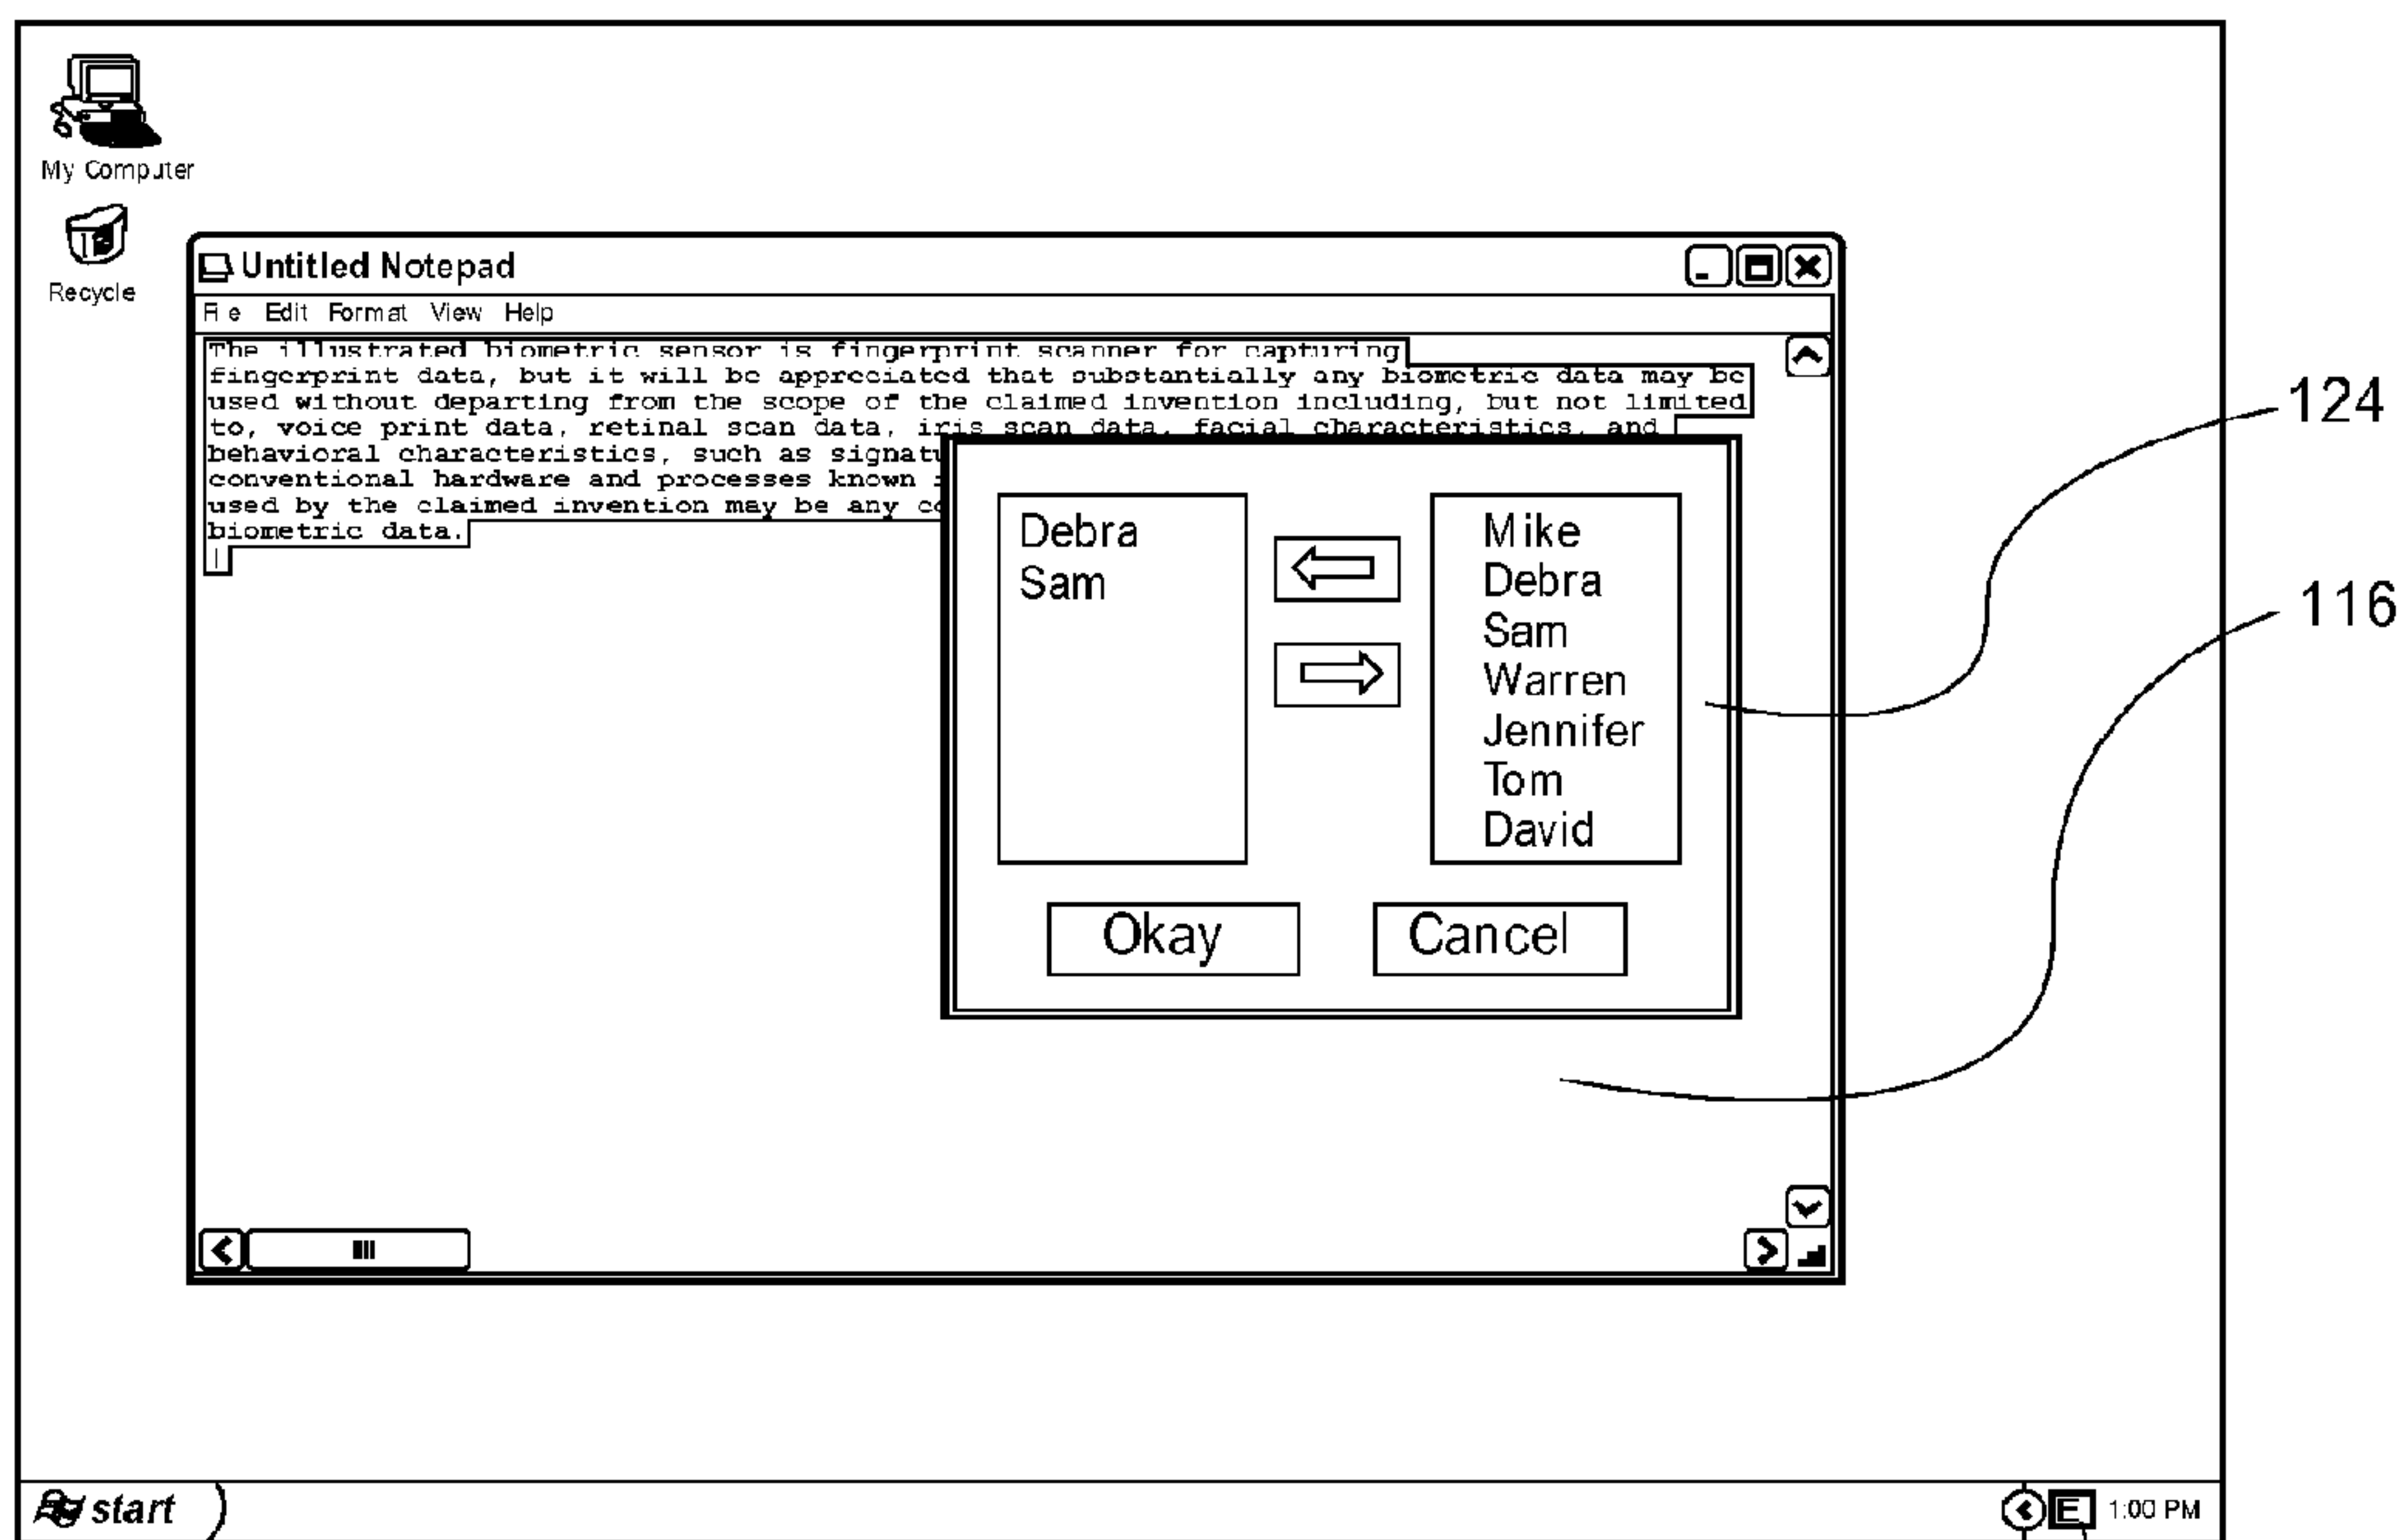 My Computer
Recycle
Untitled Notepad
File Edit Format View Help
The illustrated biometric sensor is fingerprint scanner for capturing
fingerprint data, but it will be appreciated that substantially any biometric data may be
used without departing from the scope of the claimed invention including, but not limited
to, voice print data, retinal scan data, iris scan data, facial characteristics, and
behavioral characteristics, such as
conventional hardware and processes known
used by the claimed invention may be any
biometric data.
Debra
Sam
Mike
Debra
Sam
Warren
Jennifer
Tom
David
Okay
Cancel
124
116
start
E
1:00 PM